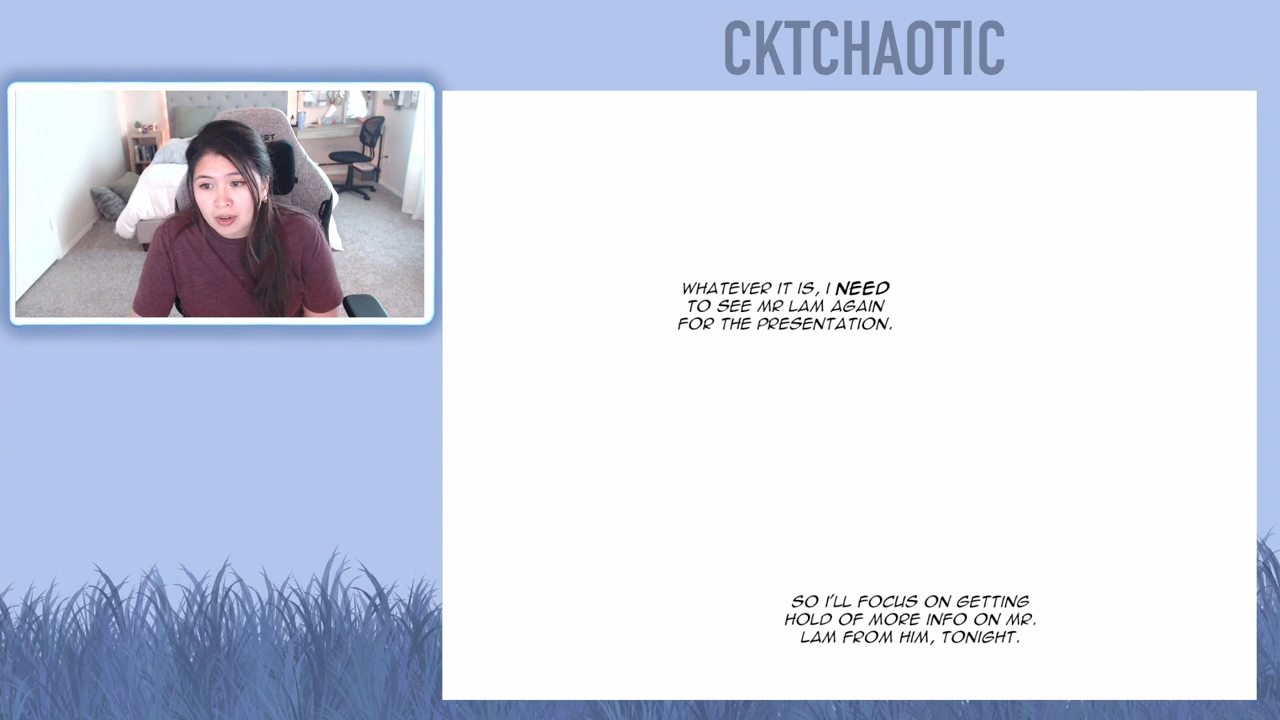 CKTCHAOTIC
WHATEVER IT IS, I NEED
TO SEE MR LAM AGAIN
FOR THE PRESENTATION.
SO I'LL FOCUS ON GETTING
HOLD OF MORE INFO ON MR.
LAM FROM HIM, TONIGHT.